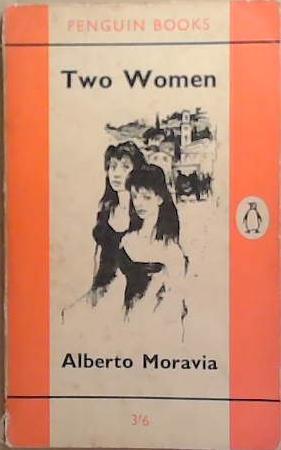 PENGUIN BOOKS
Two Women
Alberto Moravia
3/6